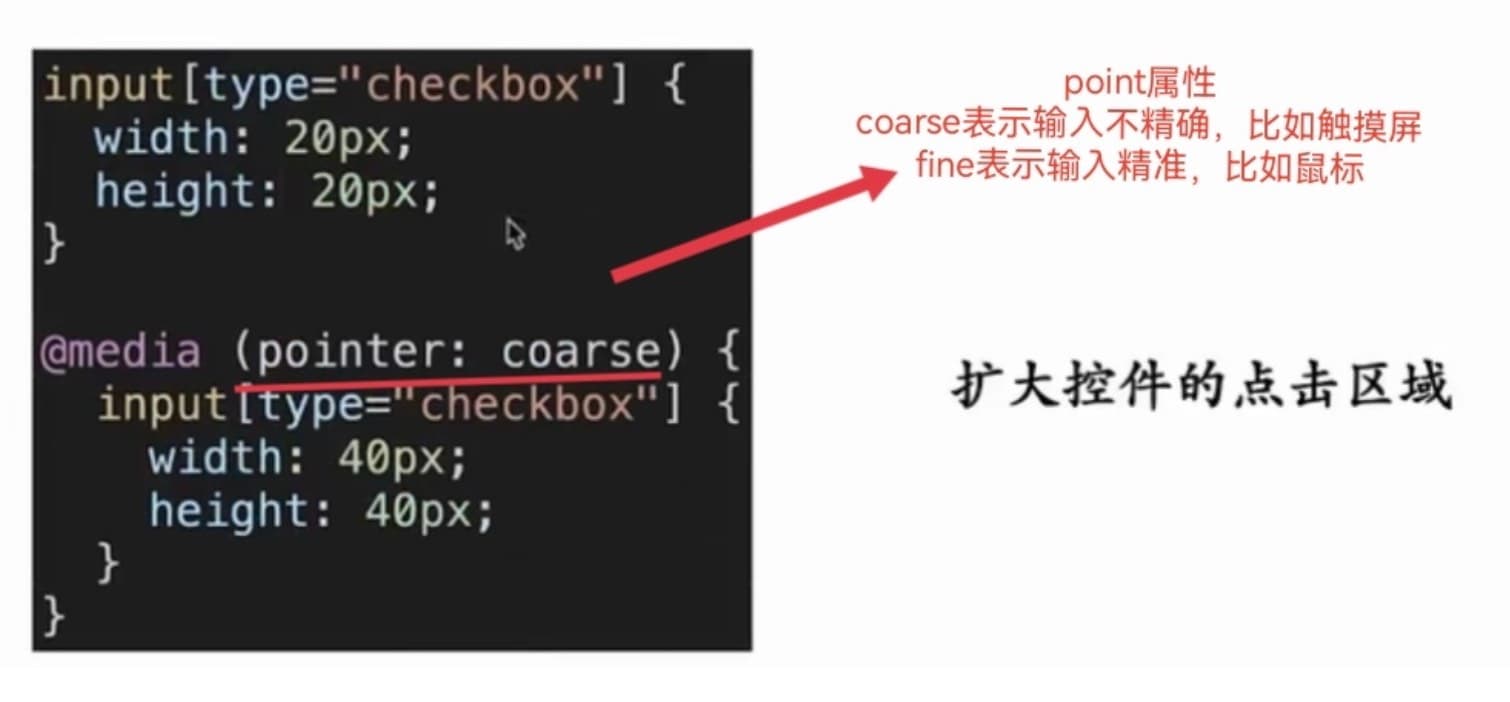 input[type="checkbox"] {
  width: 20px;
  height: 20px;
}
@media (pointer: coarse) {
  input[type="checkbox"] {
    width: 40px;
    height: 40px;
  }
}
point属性
coarse表示输入不精确，比如触摸屏
fine表示输入精准，比如鼠标
扩大控件的点击区域